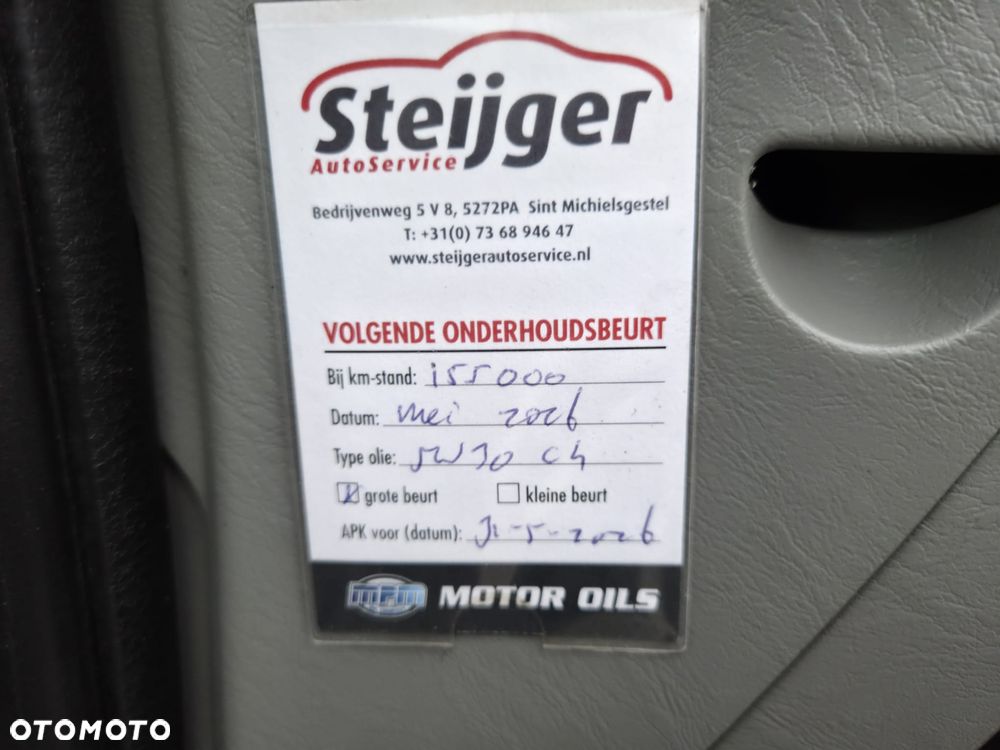 Steijger
AutoService
Bedrijvenweg 5 V 8, 5272PA Sint Michielsgestel
T: +31(0) 73 68 946 47
www.steijgerautoservice.nl
VOLGENDE ONDERHOUDSBEURT
Bij km-stand: 155000
Datum: mei 2026
Type olie: 5W30 C4
grote beurt kleine beurt
APK voor (datum): 31-5-2026
MPM MOTOR OILS
OTOMOTO